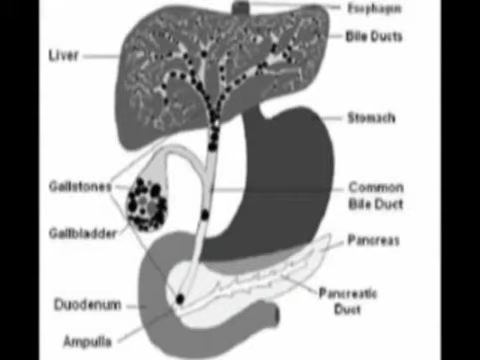 Esophagus
Bile Ducts
Liver
Stomach
Gallstones
Common
Bile Duct
Gallbladder
Pancreas
Duodenum
Pancreatic
Duct
Ampulla